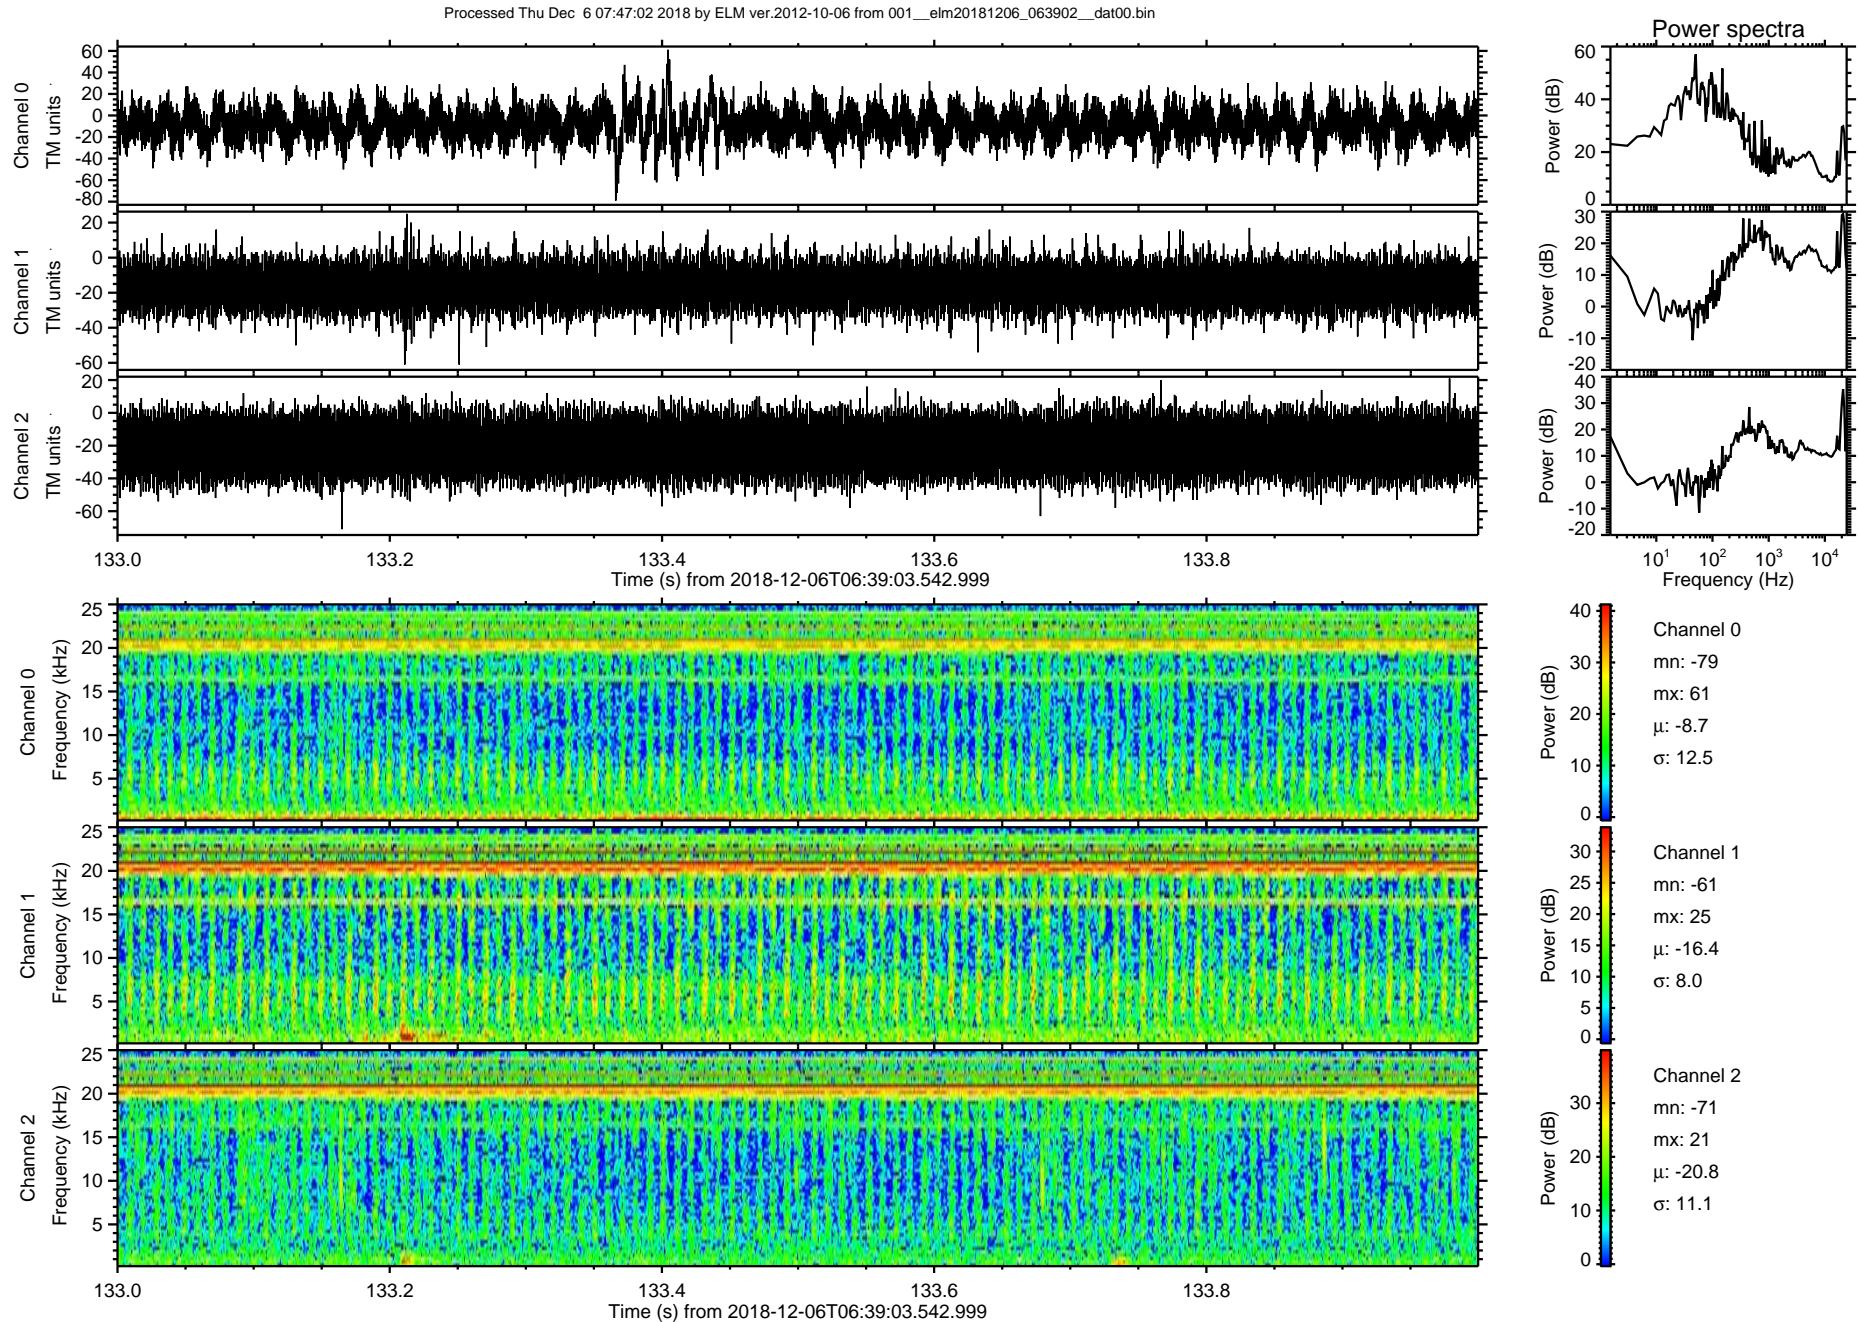 Processed Thu Dec  6 07:47:02 2018 by ELM ver.2012-10-06 from 001__elm20181206_063902__dat00.bin
Power spectra
Channel 0
TM units
60
40
20
0
-20
-40
-60
-80
Power (dB)
60
40
20
0
Channel 1
TM units
20
0
-20
-40
-60
Power (dB)
30
20
10
0
-10
-20
Channel 2
TM units
20
0
-20
-40
-60
Power (dB)
40
30
20
10
0
-10
-20
133.0 133.2 133.4 133.6 133.8
Time (s) from 2018-12-06T06:39:03.542.999
10^1 10^2 10^3 10^4
Frequency (Hz)
Channel 0
Frequency (kHz)
25
20
15
10
5
Power (dB)
40
30
20
10
0
Channel 0
mn: -79
mx: 61
μ: -8.7
σ: 12.5
Channel 1
Frequency (kHz)
25
20
15
10
5
Power (dB)
30
25
20
15
10
5
0
Channel 1
mn: -61
mx: 25
μ: -16.4
σ: 8.0
Channel 2
Frequency (kHz)
25
20
15
10
5
Power (dB)
30
20
10
0
Channel 2
mn: -71
mx: 21
μ: -20.8
σ: 11.1
133.0 133.2 133.4 133.6 133.8
Time (s) from 2018-12-06T06:39:03.542.999